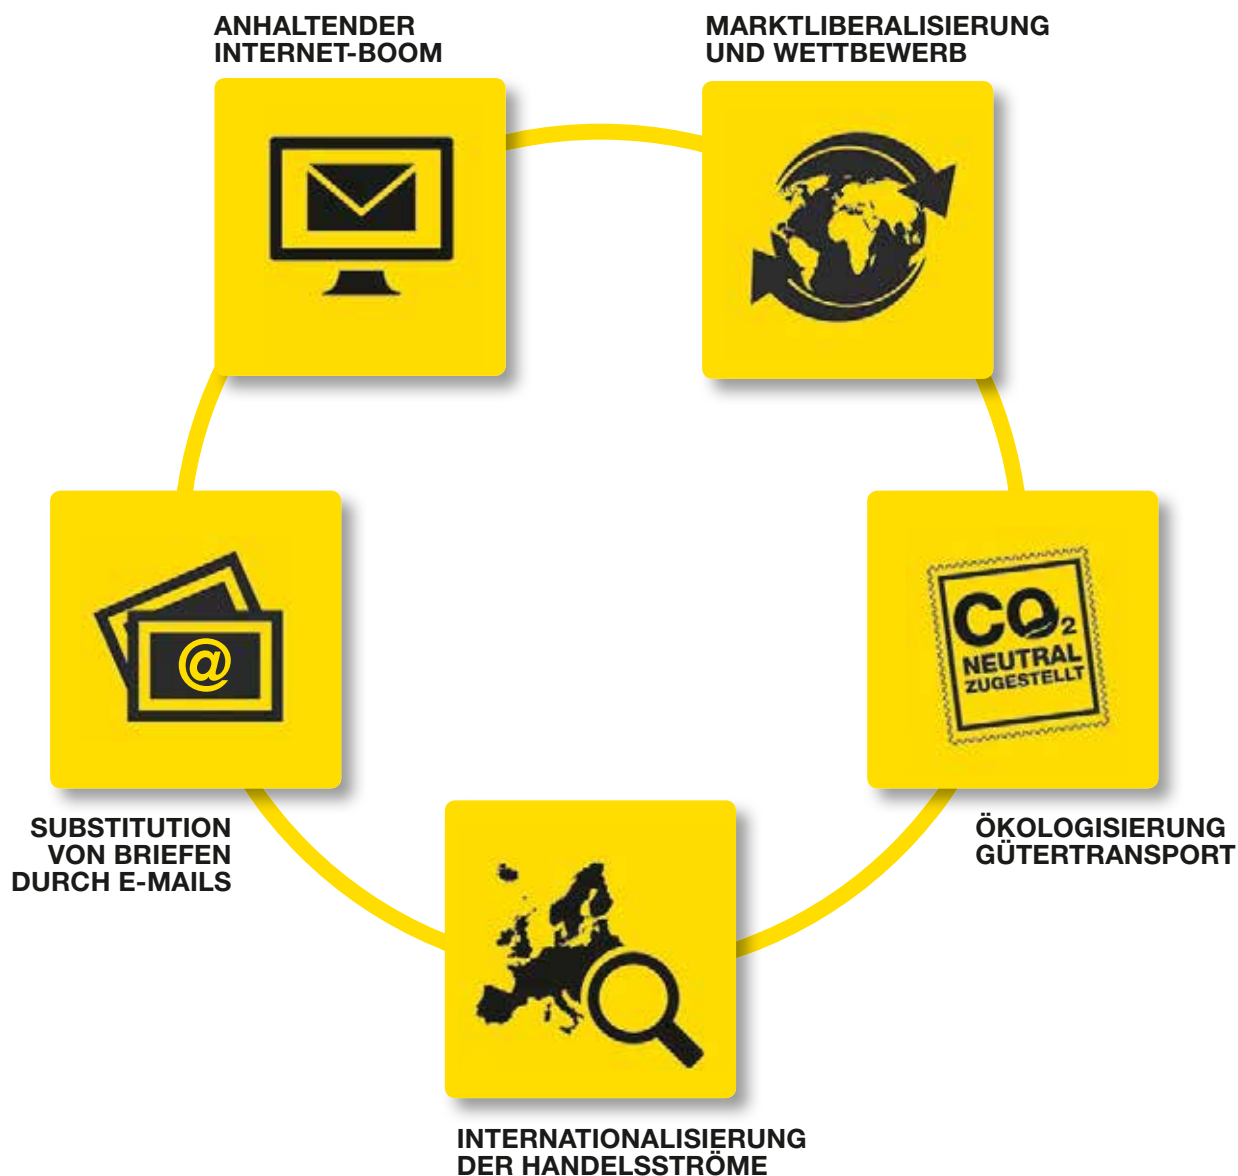 ANHALTENDER
INTERNET-BOOM
MARKTLIBERALISIERUNG
UND WETTBEWERB
@
CO₂
NEUTRAL
ZUGESTELLT
SUBSTITUTION
VON BRIEFEN
DURCH E-MAILS
ÖKOLOGISIERUNG
GÜTERTRANSPORT
INTERNATIONALISIERUNG
DER HANDELSSTRÖME